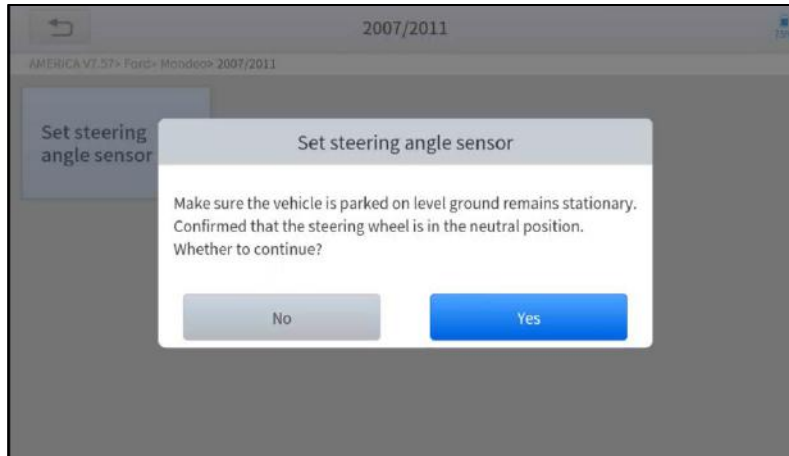 2007/2011
AMERICA V7.57> Ford> Mondeo> 2007/2011
Set steering
angle sensor
Set steering angle sensor
Make sure the vehicle is parked on level ground remains stationary.
Confirmed that the steering wheel is in the neutral position.
Whether to continue?
No
Yes